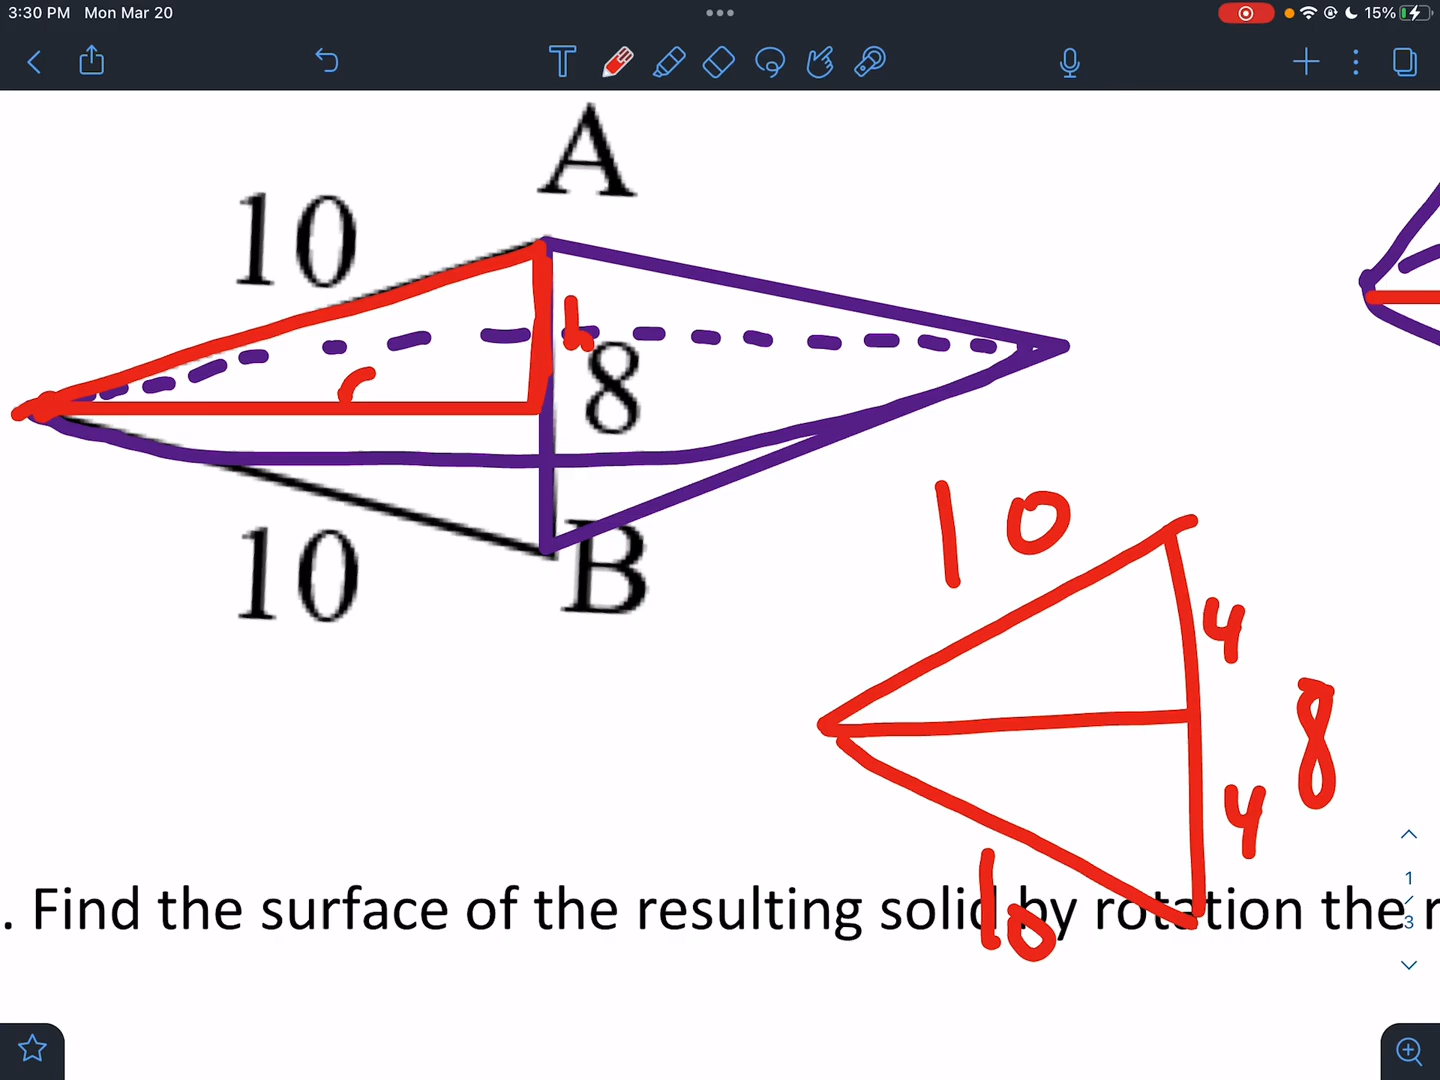 3:30 PM Mon Mar 20
15%
T
A
10
h
r
8
10
B
10
4
8
4
10
1
/
3
. Find the surface of the resulting solid by rotation the r